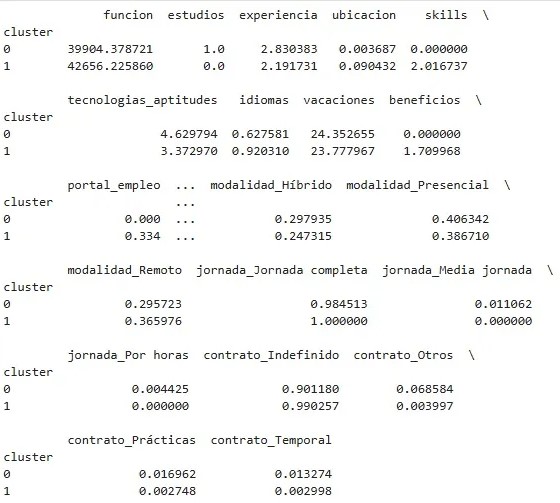 funcion estudios experiencia ubicacion skills \
cluster
0 39904.378721 1.0 2.830383 0.003687 0.000000
1 42656.225860 0.0 2.191731 0.090432 2.016737
tecnologias_aptitudes idiomas vacaciones beneficios \
cluster
0 4.629794 0.627581 24.352655 0.000000
1 3.372970 0.920310 23.777967 1.709968
portal_empleo ... modalidad_Híbrido modalidad_Presencial \
cluster ...
0 0.000 ... 0.297935 0.406342
1 0.334 ... 0.247315 0.386710
modalidad_Remoto jornada_Jornada completa jornada_Media jornada \
cluster
0 0.295723 0.984513 0.011062
1 0.365976 1.000000 0.000000
jornada_Por horas contrato_Indefinido contrato_Otros \
cluster
0 0.004425 0.901180 0.068584
1 0.000000 0.990257 0.003997
contrato_Prácticas contrato_Temporal
cluster
0 0.016962 0.013274
1 0.002748 0.002998